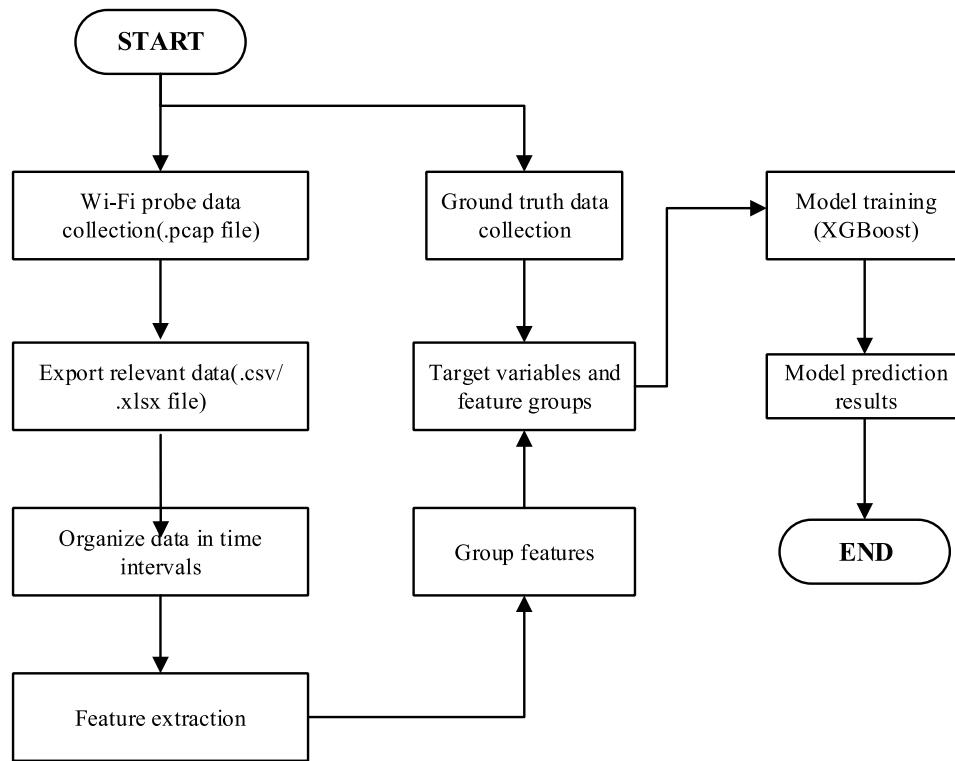 START
Wi-Fi probe data
collection(.pcap file)
Export relevant data(.csv/
.xlsx file)
Organize data in time
intervals
Feature extraction
Ground truth data
collection
Target variables and
feature groups
Group features
Model training
(XGBoost)
Model prediction
results
END